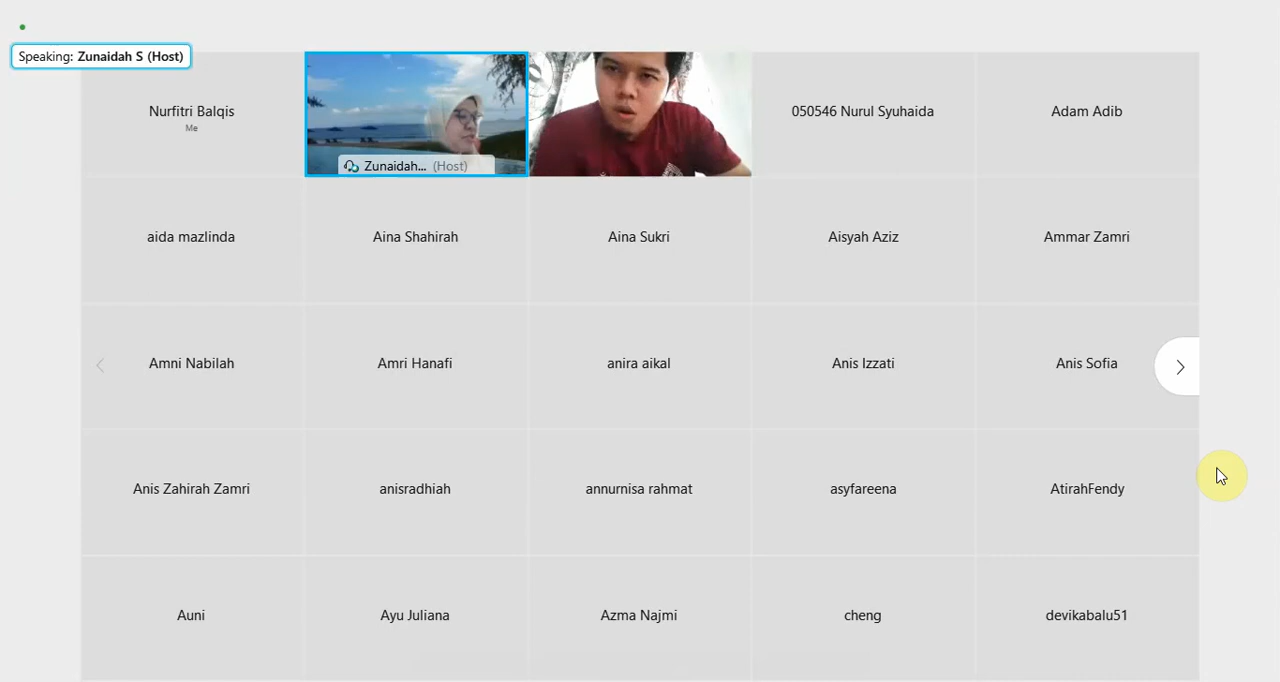 Speaking: Zunaidah S (Host)
Nurfitri Balqis
Me
Zunaidah... (Host)
050546 Nurul Syuhaida
Adam Adib
aida mazlinda
Aina Shahirah
Aina Sukri
Aisyah Aziz
Ammar Zamri
Amni Nabilah
Amri Hanafi
anira aikal
Anis Izzati
Anis Sofia
Anis Zahirah Zamri
anisradhiah
annurnisa rahmat
asyfareena
AtirahFendy
Auni
Ayu Juliana
Azma Najmi
cheng
devikabalu51